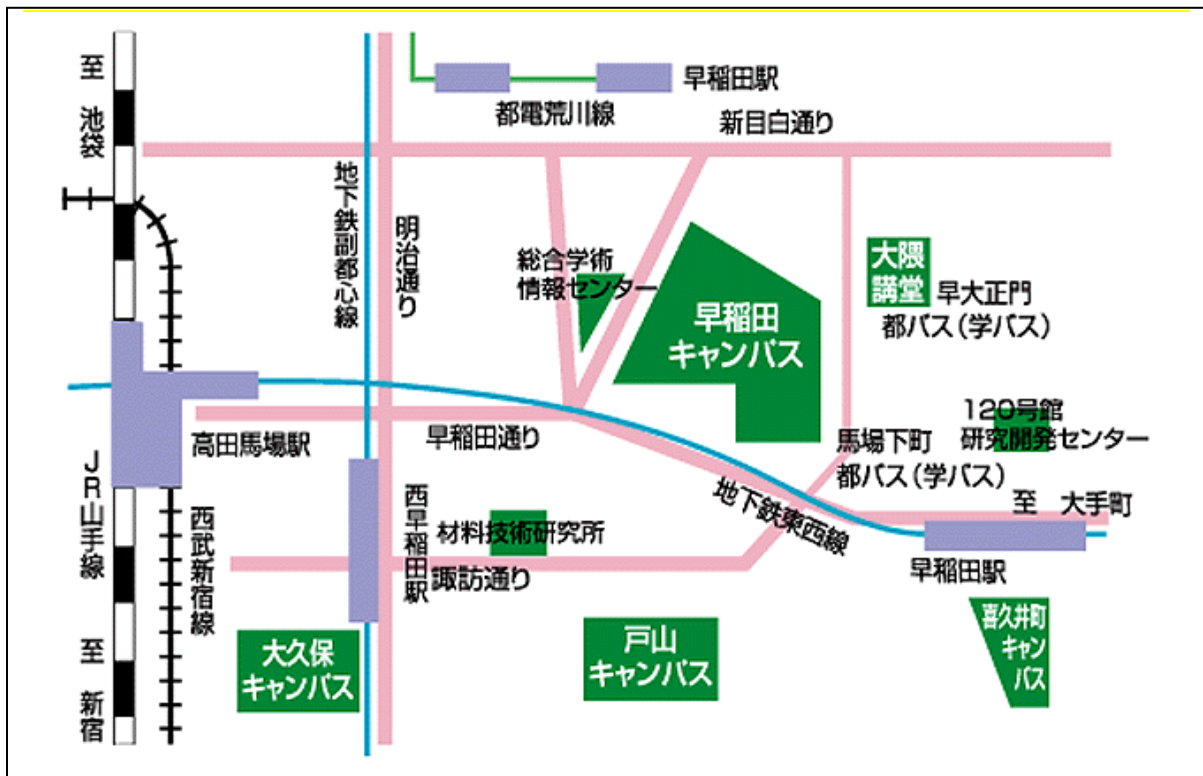 至 池袋
早稲田駅
都電荒川線
新目白通り
地下鉄副都心線
明治通り
総合学術
情報センター
早稲田
キャンパス
大隈
講堂
早大正門
都バス(学バス)
高田馬場駅
早稲田通り
120号館
研究開発センター
馬場下町
都バス(学バス)
至 大手町
地下鉄東西線
JR山手線
西武新宿線
西早稲田駅
材料技術研究所
諏訪通り
早稲田駅
至 新宿
大久保
キャンパス
戸山
キャンパス
喜久井町
キャン
パス